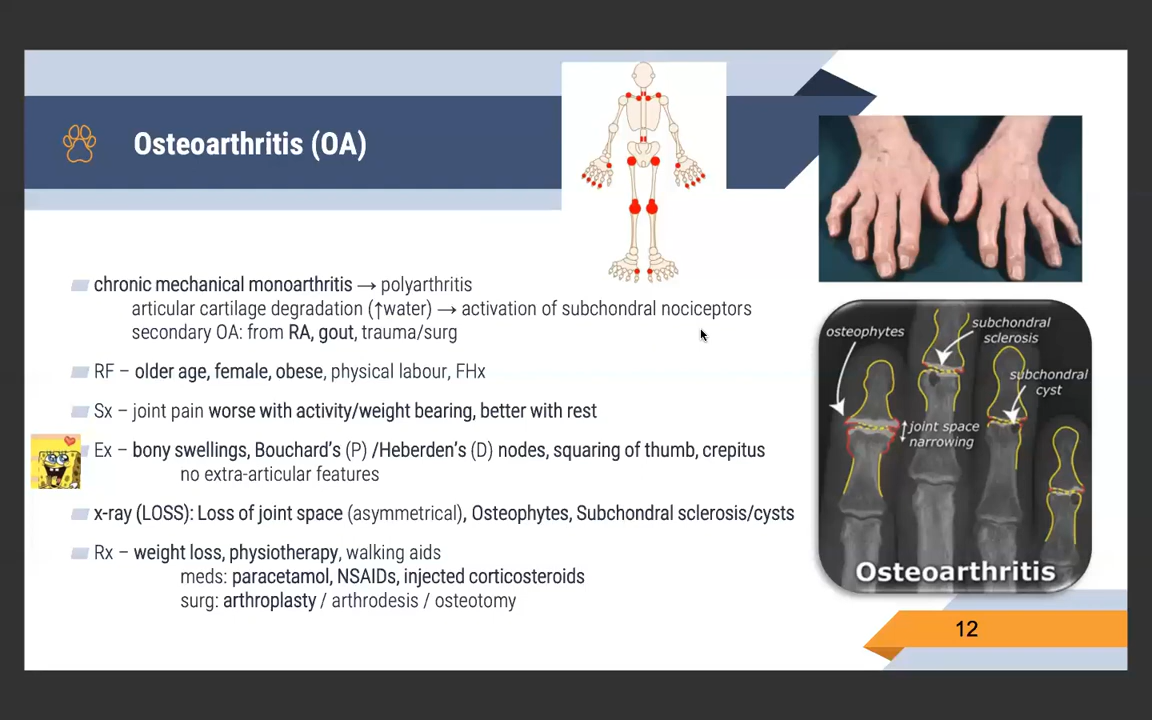 Osteoarthritis (OA)
chronic mechanical monoarthritis → polyarthritis
articular cartilage degradation (↑water) → activation of subchondral nociceptors
secondary OA: from RA, gout, trauma/surg
RF – older age, female, obese, physical labour, FHx
Sx – joint pain worse with activity/weight bearing, better with rest
Ex – bony swellings, Bouchard's (P) /Heberden's (D) nodes, squaring of thumb, crepitus
no extra-articular features
x-ray (LOSS): Loss of joint space (asymmetrical), Osteophytes, Subchondral sclerosis/cysts
Rx – weight loss, physiotherapy, walking aids
meds: paracetamol, NSAIDs, injected corticosteroids
surg: arthroplasty / arthrodesis / osteotomy
osteophytes
subchondral
sclerosis
subchondral
cyst
joint space
narrowing
Osteoarthritis
12